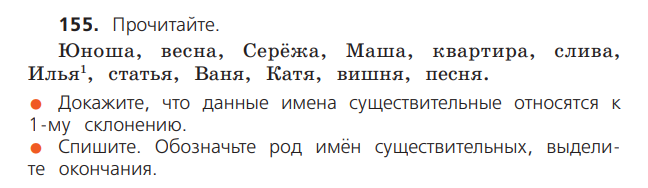 155. Прочитайте.
Юноша, весна, Серёжа, Маша, квартира, слива,
Илья¹, статья, Ваня, Катя, вишня, песня.
● Докажите, что данные имена существительные относятся к
1-му склонению.
● Спишите. Обозначьте род имён существительных, выдели-
те окончания.